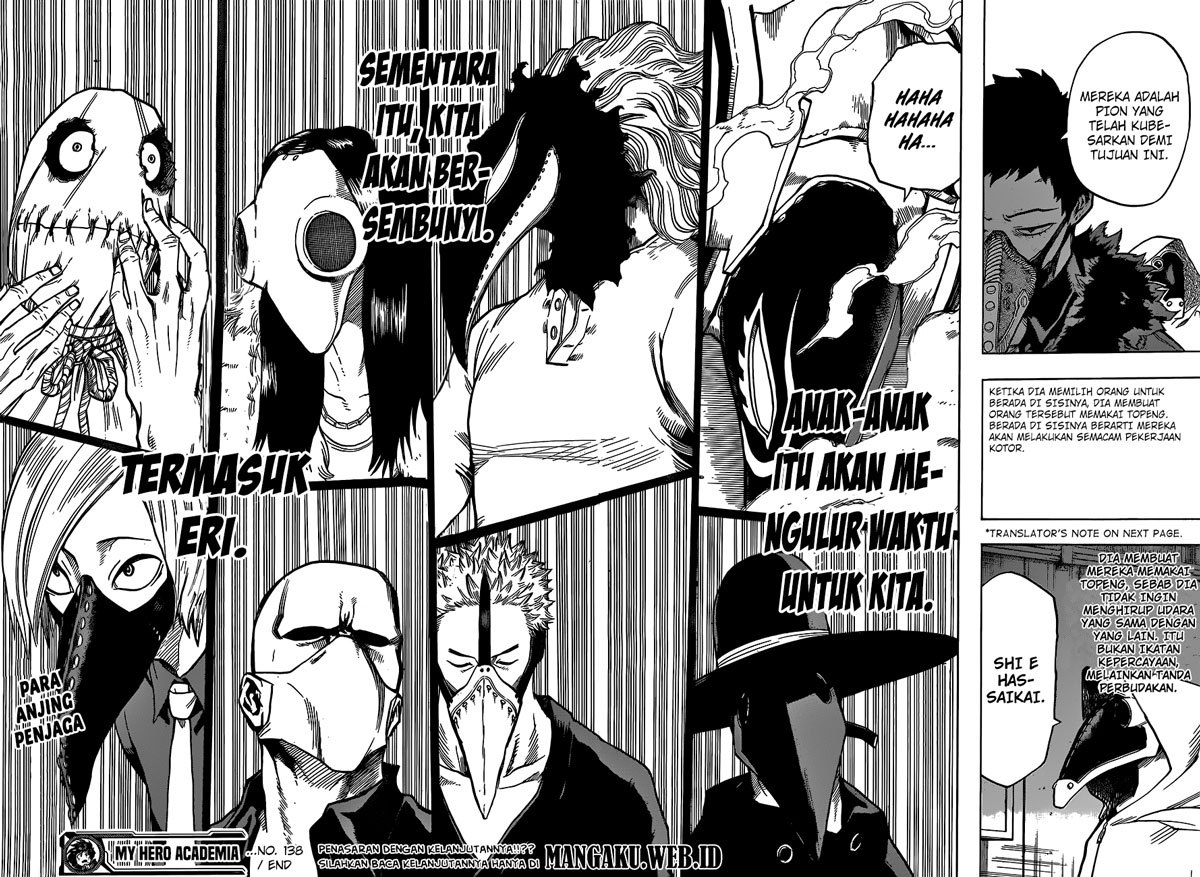 MEREKA ADALAH
PION YANG
TELAH KUBE-
SARKAN DEMI
TUJUAN INI.
KETIKA DIA MEMILIH ORANG UNTUK
BERADA DI SISINYA, DIA MEMBUAT
ORANG TERSEBUT MEMAKAI TOPENG.
BERADA DI SISINYA BERARTI MEREKA
AKAN MELAKUKAN SEMACAM PEKERJAAN
KOTOR.
*TRANSLATOR'S NOTE ON NEXT PAGE.
DIA MEMBUAT
MEREKA MEMAKAI
TOPENG, SEBAB DIA
TIDAK INGIN
MENGHIRUP UDARA
YANG SAMA DENGAN
YANG LAIN. ITU
BUKAN IKATAN
KEPERCAYAAN,
MELAINKAN TANDA
PERBUDAKAN.
SHI E
HAS-
SAIKAI.
HAHA
HAHAHA
HA...
ANAK-ANAK
ITU AKAN ME-
NGULUR WAKTU
UNTUK KITA.
SEMENTARA
ITU, KITA
AKAN BER-
SEMBUNYI.
TERMASUK
ERI.
PARA
ANJING
PENJAGA
MY HERO ACADEMIA
...NO. 138
/ END
PENASARAN DENGAN KELANJUTANNYA!!??
SILAHKAN BACA KELANJUTANNYA HANYA DI MANGAKU.WEB.ID